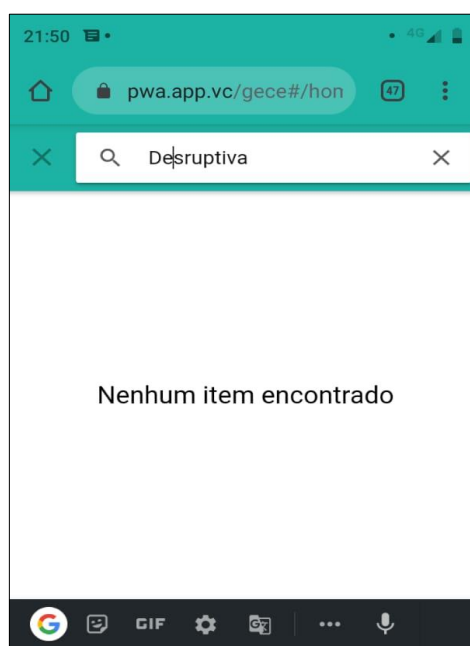 21:50
4G
pwa.app.vc/gece#/hon
47
Desruptiva
Nenhum item encontrado
G
GIF